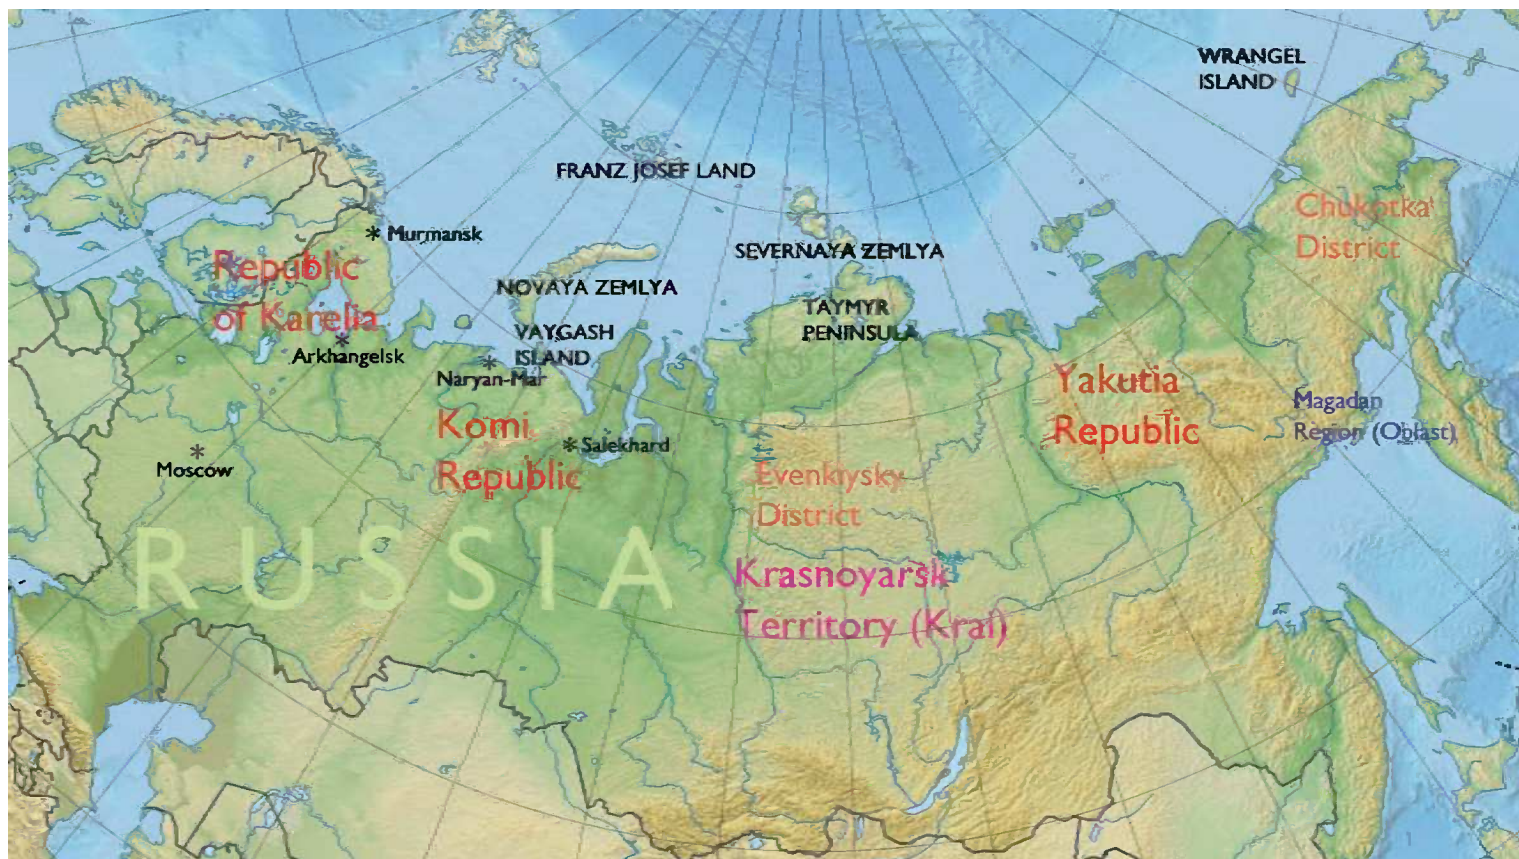 WRANGEL
ISLAND
FRANZ JOSEF LAND
Chukotka
District
* Murmansk
SEVERNAYA ZEMLYA
Republic
of Karelia
NOVAYA ZEMLYA
TAYMYR
PENINSULA
VAYGASH
ISLAND
*
Arkhangelsk
*
Naryan-Mar
Yakutia
Republic
Magadan
Region (Oblast)
Komi
Republic
* Salekhard
*
Moscow
Evenkiysky
District
RUSSIA
Krasnoyarsk
Territory (Krai)